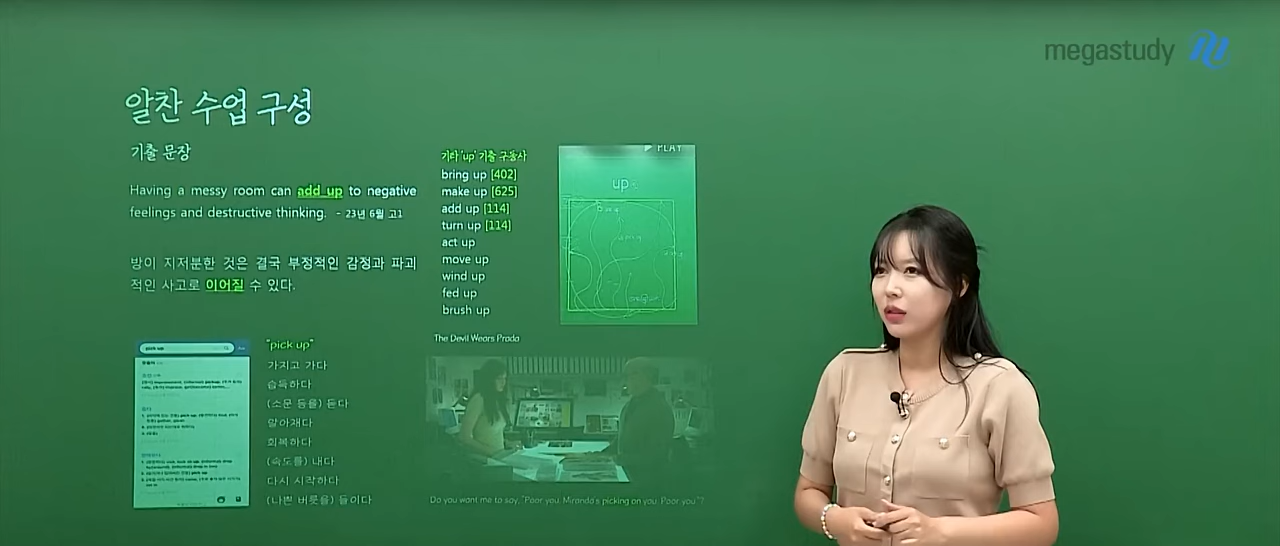 megastudy
알찬 수업 구성
기출 문장
Having a messy room can add up to negative
feelings and destructive thinking. - 23년 6월 고1
방이 지저분한 것은 결국 부정적인 감정과 파괴
적인 사고로 이어질 수 있다.
기타 'up' 기출 구동사
bring up [402]
make up [625]
add up [114]
turn up [114]
act up
move up
wind up
fed up
brush up
▶ PLAY
up
pick up
"pick up"
가지고 가다
습득하다
(소문 등을) 듣다
알아채다
회복하다
(속도를) 내다
다시 시작하다
(나쁜 버릇을) 들이다
The Devil Wears Prada
Do you want me to say, "Poor you. Miranda's picking on you. Poor you"?